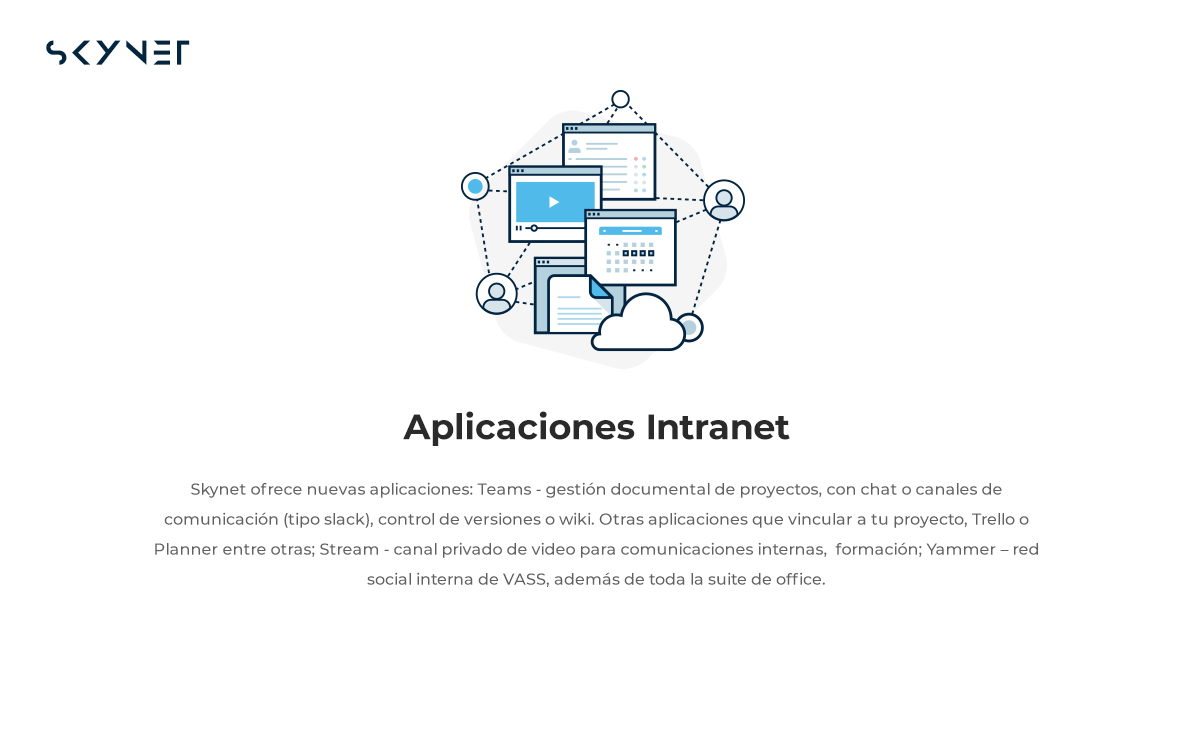 SKYNET
Aplicaciones Intranet
Skynet ofrece nuevas aplicaciones: Teams - gestión documental de proyectos, con chat o canales de
comunicación (tipo slack), control de versiones o wiki. Otras aplicaciones que vincular a tu proyecto, Trello o
Planner entre otras; Stream - canal privado de video para comunicaciones internas,  formación; Yammer – red
social interna de VASS, además de toda la suite de office.